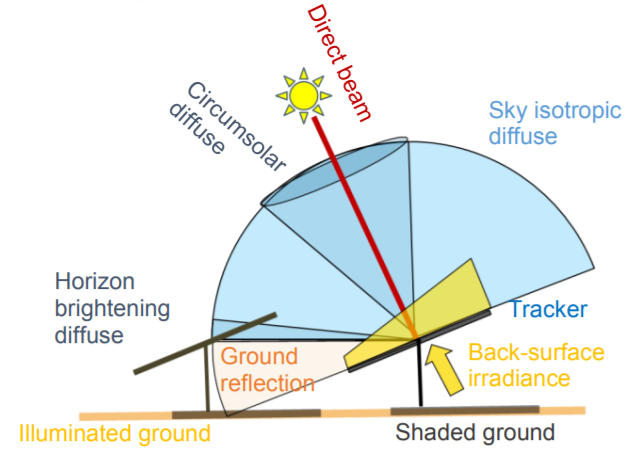 Direct beam
Circumsolar
diffuse
Sky isotropic
diffuse
Horizon
brightening
diffuse
Tracker
Ground
reflection
Back-surface
irradiance
Illuminated ground
Shaded ground